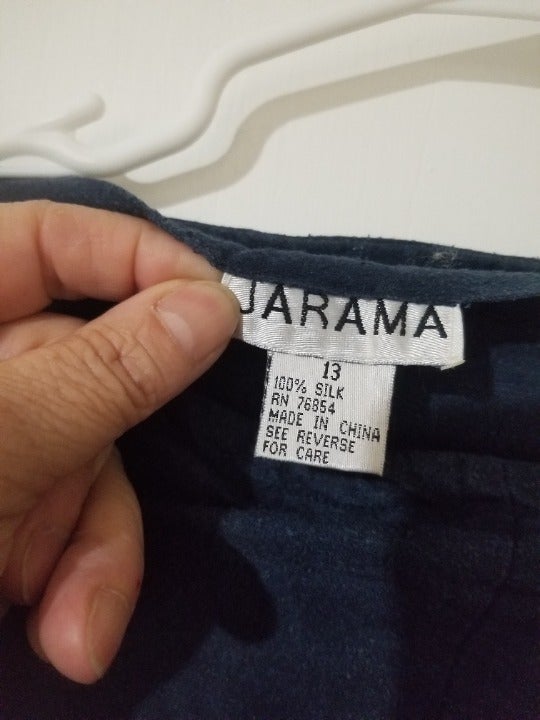 JARAMA
13
100% SILK
RN 76854
MADE IN CHINA
SEE REVERSE
FOR CARE